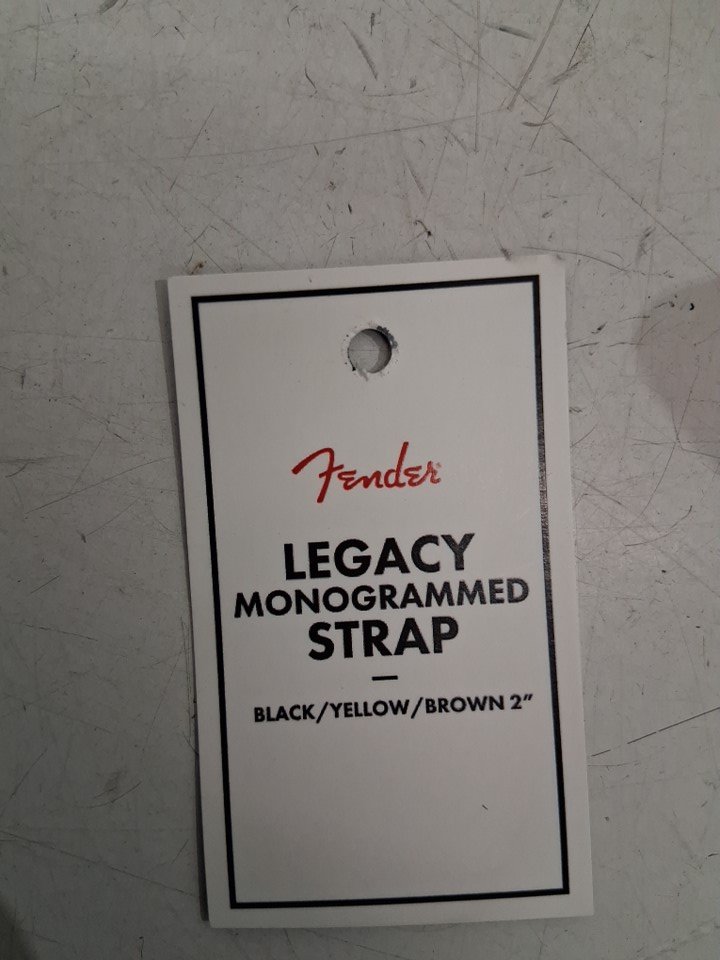 Fender
LEGACY
MONOGRAMMED
STRAP
—
BLACK/YELLOW/BROWN 2"